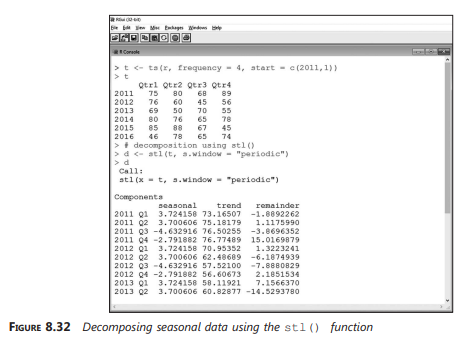 RGui (32-bit)
File Edit View Misc Packages Windows Help
R Console
> t <- ts(r, frequency = 4, start = c(2011,1))
> t
Qtr1 Qtr2 Qtr3 Qtr4
2011 75 80 68 89
2012 76 60 45 56
2013 69 50 70 55
2014 80 76 65 78
2015 85 88 67 45
2016 46 78 65 74
> # decomposition using stl()
> d <- stl(t, s.window = "periodic")
> d
Call:
stl(x = t, s.window = "periodic")
Components
seasonal trend remainder
2011 Q1 3.724158 73.16507 -1.8892262
2011 Q2 3.700606 75.18179 1.1175990
2011 Q3 -4.632916 76.50255 -3.8696352
2011 Q4 -2.791882 76.77489 15.0169879
2012 Q1 3.724158 70.95352 1.3223241
2012 Q2 3.700606 62.48689 -6.1874939
2012 Q3 -4.632916 57.52100 -7.8880829
2012 Q4 -2.791882 56.60673 2.1851534
2013 Q1 3.724158 58.11921 7.1566370
2013 Q2 3.700606 60.82877 -14.5293780
FIGURE 8.32 Decomposing seasonal data using the stl() function